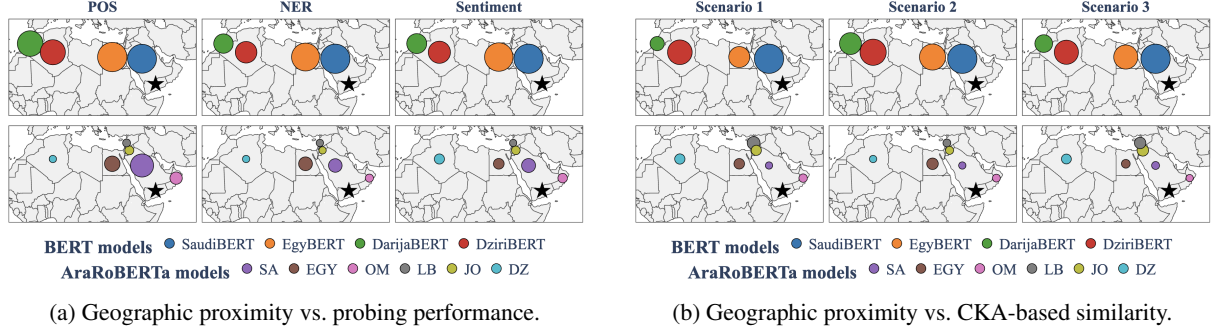 POS NER Sentiment
BERT models SaudiBERT EgyBERT DarijaBERT DziriBERT
AraRoBERTa models SA EGY OM LB JO DZ
(a) Geographic proximity vs. probing performance.
Scenario 1 Scenario 2 Scenario 3
BERT models SaudiBERT EgyBERT DarijaBERT DziriBERT
AraRoBERTa models SA EGY OM LB JO DZ
(b) Geographic proximity vs. CKA-based similarity.